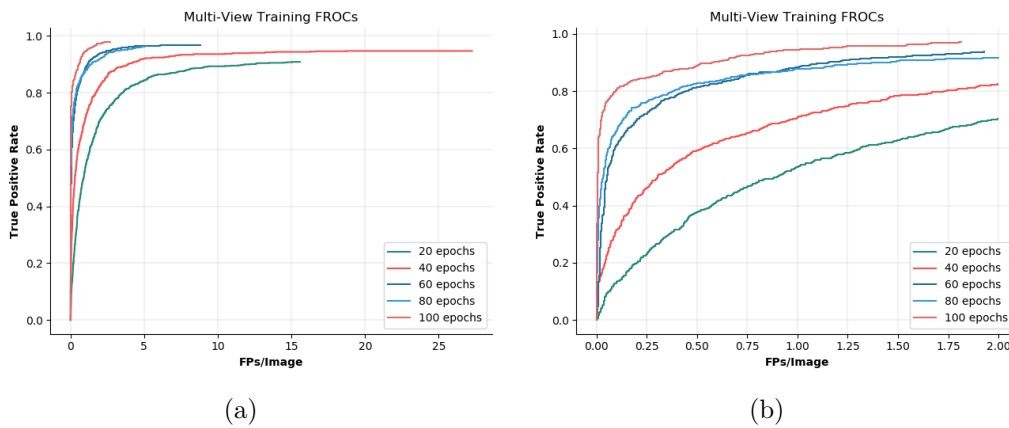 Multi-View Training FROCs
True Positive Rate
1.0
0.8
0.6
0.4
0.2
0.0
0
5
10
15
20
25
FPs/Image
20 epochs
40 epochs
60 epochs
80 epochs
100 epochs
(a)
Multi-View Training FROCs
True Positive Rate
1.0
0.8
0.6
0.4
0.2
0.0
0.00
0.25
0.50
0.75
1.00
1.25
1.50
1.75
2.00
FPs/Image
20 epochs
40 epochs
60 epochs
80 epochs
100 epochs
(b)